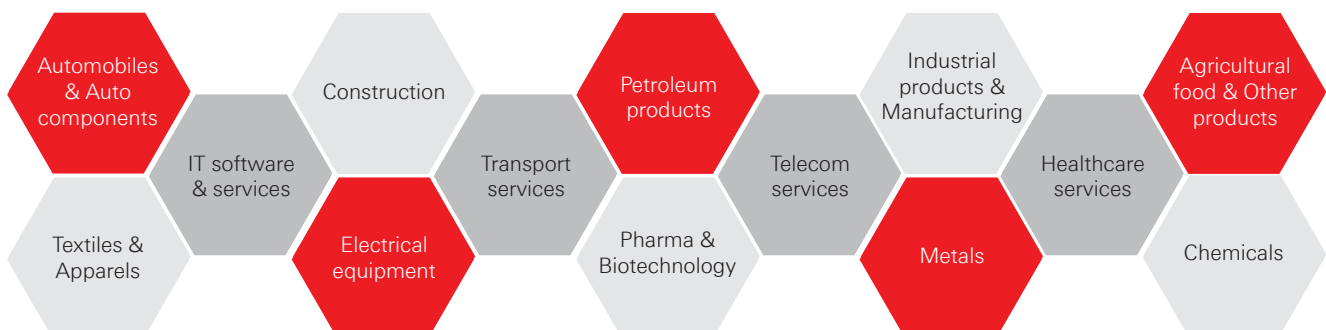 Automobiles
& Auto
components
Construction
Petroleum
products
Industrial
products &
Manufacturing
Agricultural
food & Other
products
IT software
& services
Transport
services
Telecom
services
Healthcare
services
Textiles &
Apparels
Electrical
equipment
Pharma &
Biotechnology
Metals
Chemicals